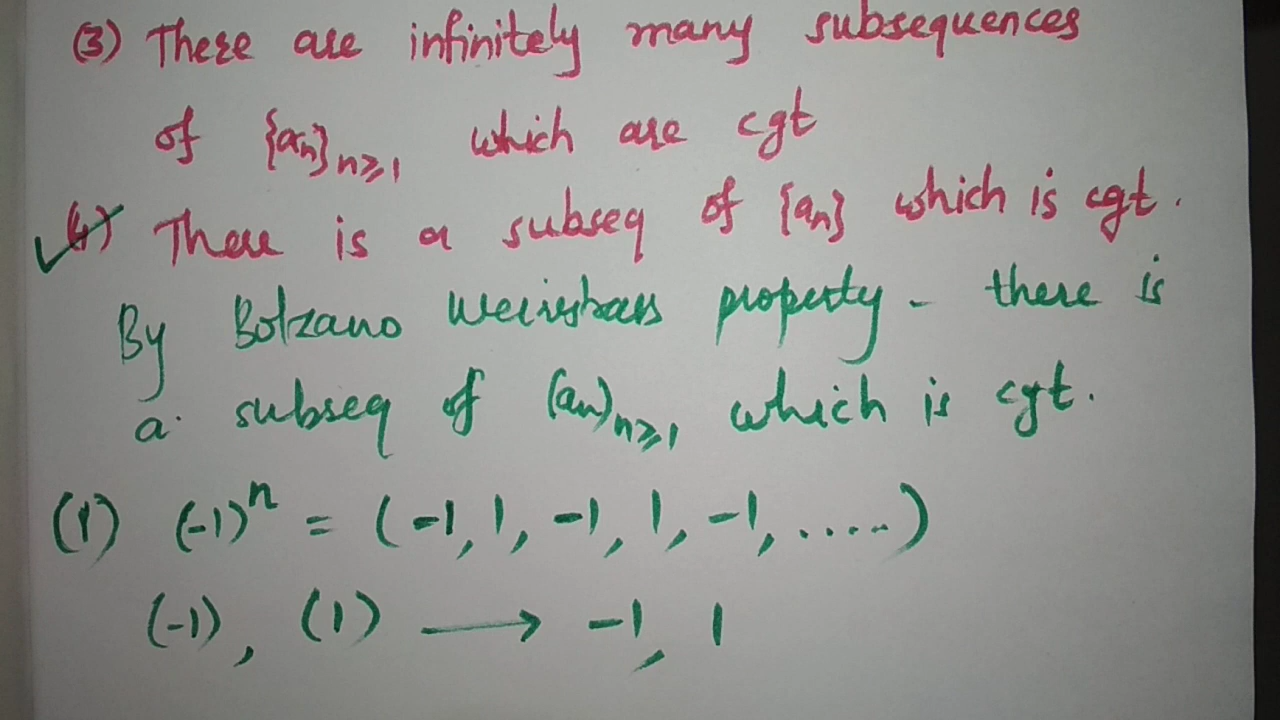 (3) There are infinitely many subsequences
of {aₙ}ₙ≥₁ which are cgt
(4) There is a subseq of {aₙ} which is cgt.
By Bolzano Weirstrass property - there is
a subseq of (aₙ)ₙ≥₁ which is cgt.
(1) (-1)ⁿ = (-1, 1, -1, 1, -1, .....)
(-1), (1) ⟶ -1, 1